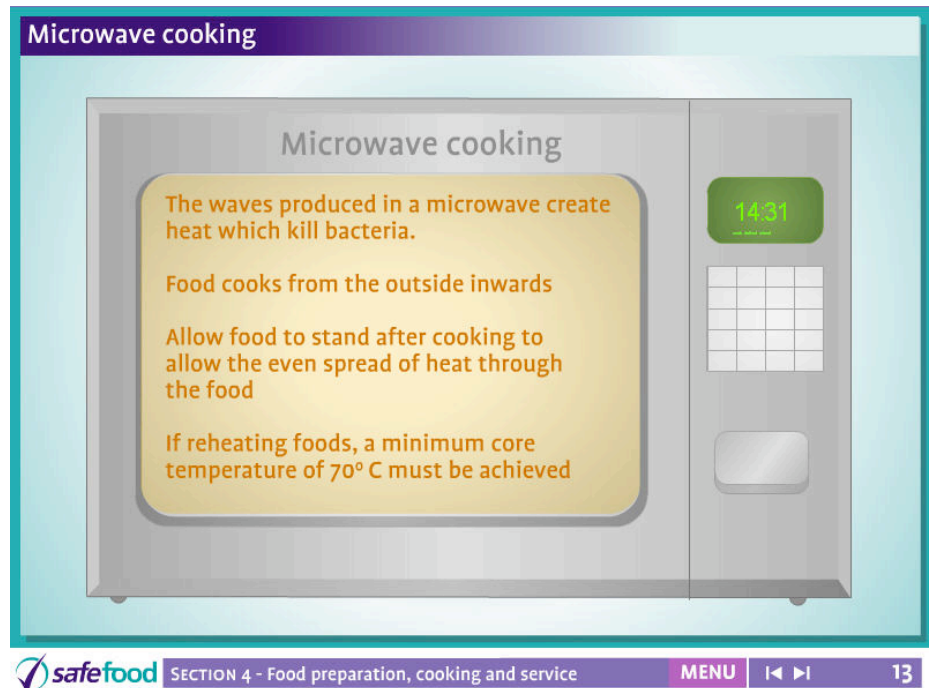 Microwave cooking
Microwave cooking
The waves produced in a microwave create
heat which kill bacteria.
Food cooks from the outside inwards
Allow food to stand after cooking to
allow the even spread of heat through
the food
If reheating foods, a minimum core
temperature of 70º C must be achieved
14:31
safefood SECTION 4 - Food preparation, cooking and service MENU 13